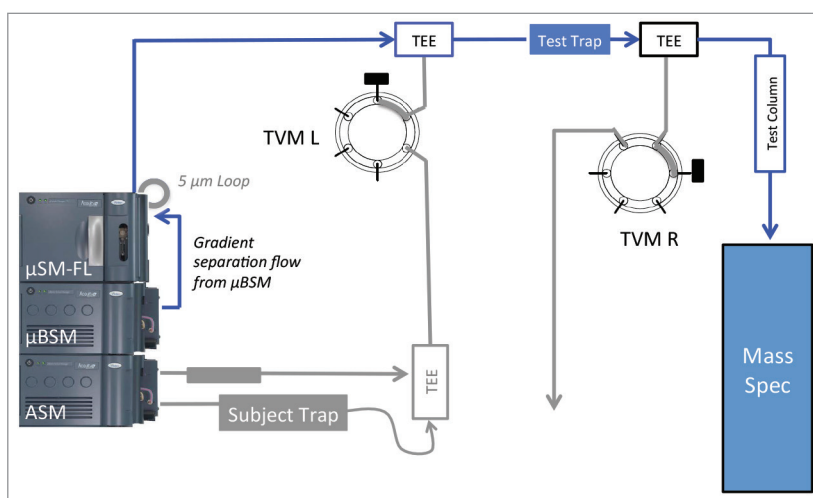 TEE
Test Trap
TEE
Test Column
TVM L
TVM R
5 µm Loop
µSM-FL
Gradient
separation flow
from µBSM
µBSM
ASM
TEE
Subject Trap
Mass
Spec